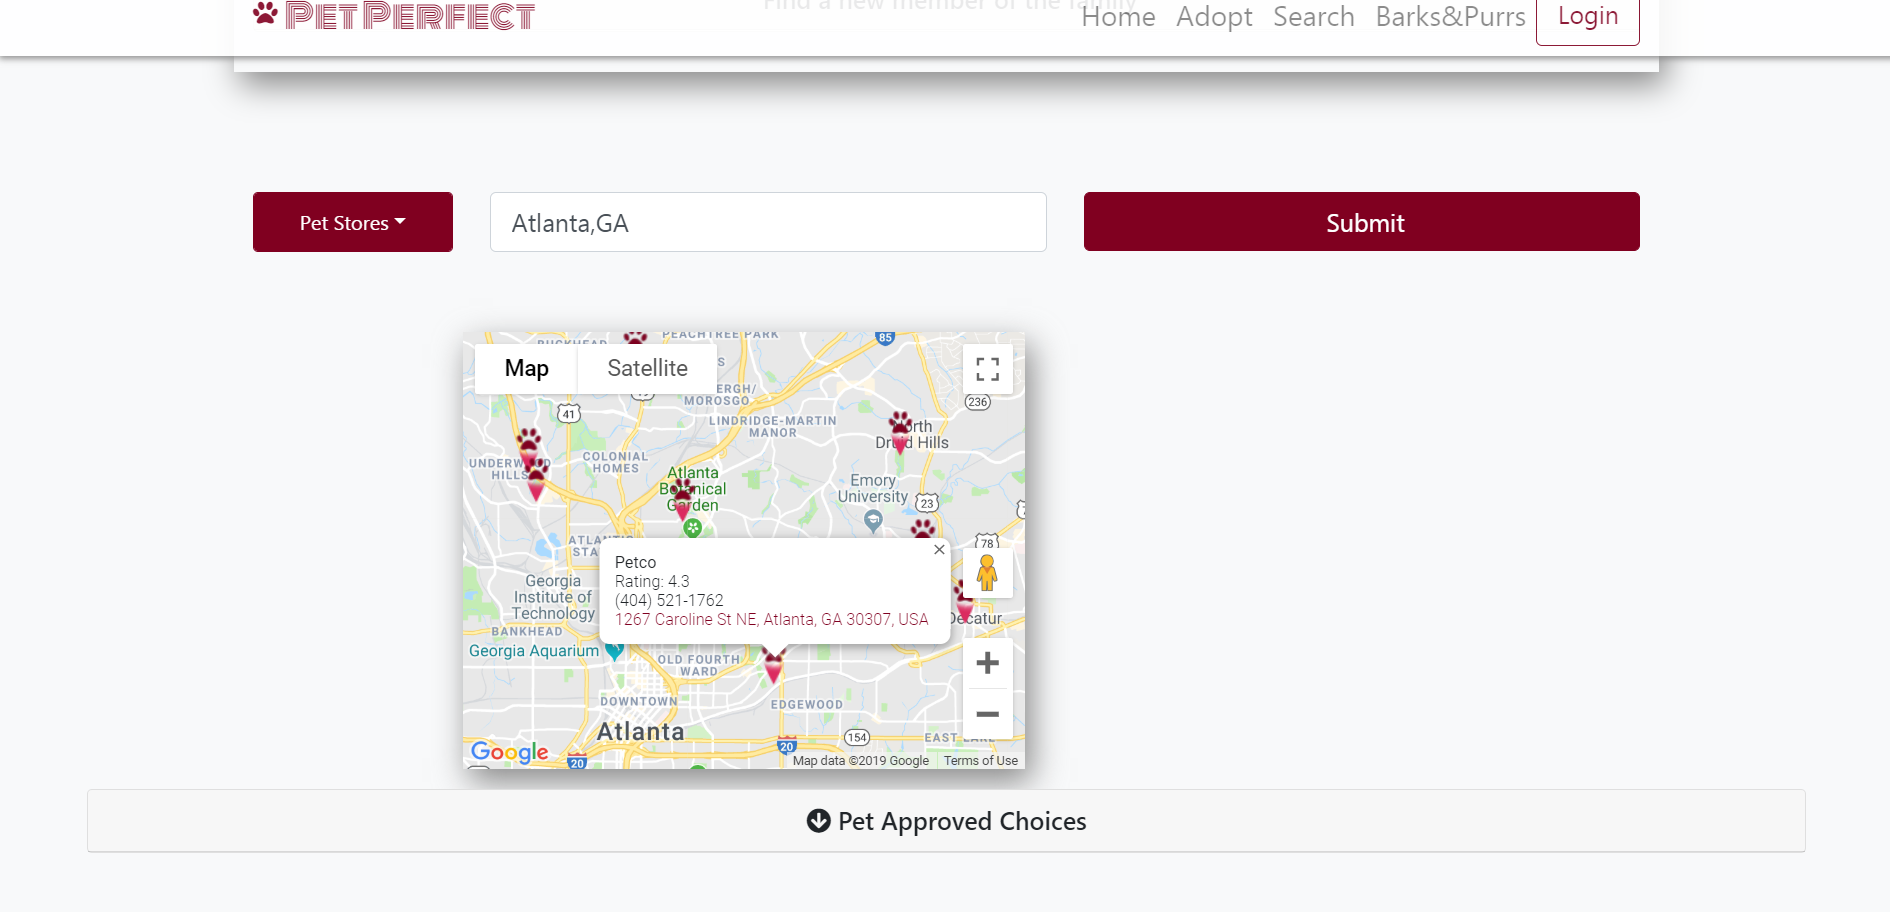 Find a new member of the family
PET PERFECT
Home Adopt Search Barks&Purrs Login
Pet Stores
Atlanta,GA
Submit
PEACHTREE PARK
BUCKHEAD
85
Map Satellite
MOROSGO
236
41
LINDRIDGE-MARTIN
MANOR
North
Druid Hills
COLONIAL
HOMES
UNDERWOOD
HILLS
Atlanta
Botanical
Garden
Emory
University
23
78
Petco
Rating: 4.3
(404) 521-1762
1267 Caroline St NE, Atlanta, GA 30307, USA
Georgia
Institute of
Technology
Decatur
BANKHEAD
Georgia Aquarium
OLD FOURTH
WARD
DOWNTOWN
EDGEWOOD
Atlanta
154
EAST LAKE
20
Google
20
Map data ©2019 Google Terms of Use
Pet Approved Choices